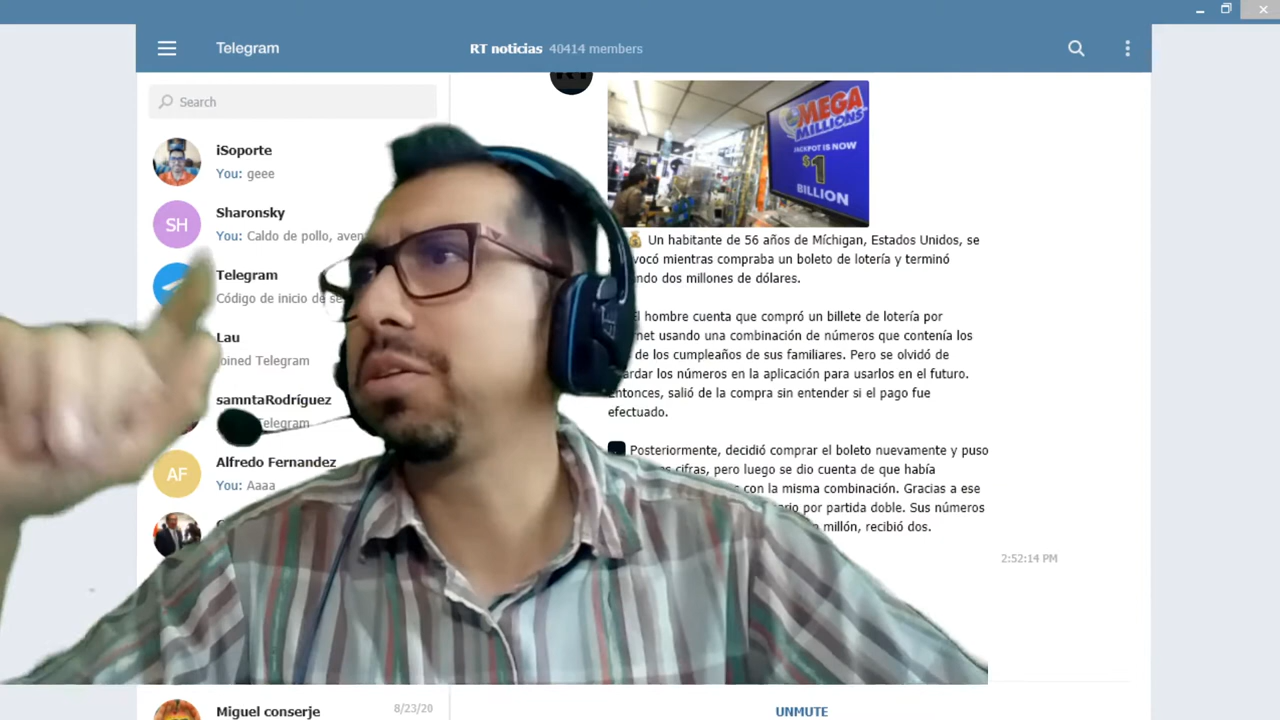 Telegram
RT noticias 40414 members
Search
iSoporte
You: geee
Sharonsky
You: Caldo de pollo, aven
Telegram
Código de inicio de se
Lau
joined Telegram
samntaRodríguez
Telegram
Alfredo Fernandez
You: Aaaa
Miguel conserje
8/23/20
RT
MEGA
MILLIONS
JACKPOT IS NOW
$1
BILLION
Un habitante de 56 años de Míchigan, Estados Unidos, se
vocó mientras compraba un boleto de lotería y terminó
ndo dos millones de dólares.
l hombre cuenta que compró un billete de lotería por
rnet usando una combinación de números que contenía los
de los cumpleaños de sus familiares. Pero se olvidó de
ardar los números en la aplicación para usarlos en el futuro.
Entonces, salió de la compra sin entender si el pago fue
efectuado.
Posteriormente, decidió comprar el boleto nuevamente y puso
s cifras, pero luego se dio cuenta de que había
con la misma combinación. Gracias a ese
ario por partida doble. Sus números
millón, recibió dos.
2:52:14 PM
UNMUTE